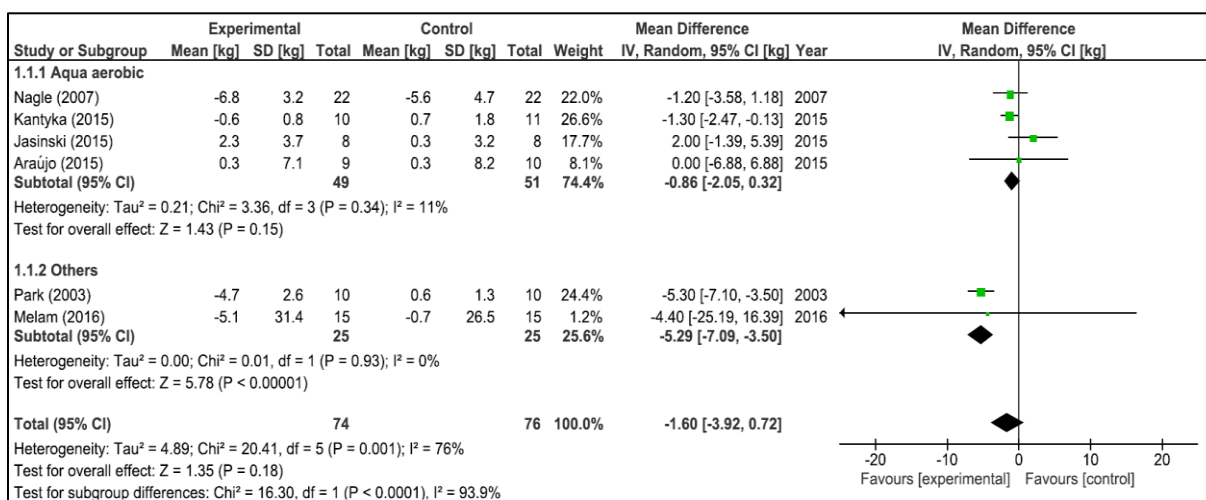 Experimental Control Mean Difference Mean Difference
Study or Subgroup Mean [kg] SD [kg] Total Mean [kg] SD [kg] Total Weight IV, Random, 95% CI [kg] Year IV, Random, 95% CI [kg]
1.1.1 Aqua aerobic
Nagle (2007) -6.8 3.2 22 -5.6 4.7 22 22.0% -1.20 [-3.58, 1.18] 2007
Kantyka (2015) -0.6 0.8 10 0.7 1.8 11 26.6% -1.30 [-2.47, -0.13] 2015
Jasinski (2015) 2.3 3.7 8 0.3 3.2 8 17.7% 2.00 [-1.39, 5.39] 2015
Araújo (2015) 0.3 7.1 9 0.3 8.2 10 8.1% 0.00 [-6.88, 6.88] 2015
Subtotal (95% CI) 49 51 74.4% -0.86 [-2.05, 0.32]
Heterogeneity: Tau² = 0.21; Chi² = 3.36, df = 3 (P = 0.34); I² = 11%
Test for overall effect: Z = 1.43 (P = 0.15)
1.1.2 Others
Park (2003) -4.7 2.6 10 0.6 1.3 10 24.4% -5.30 [-7.10, -3.50] 2003
Melam (2016) -5.1 31.4 15 -0.7 26.5 15 1.2% -4.40 [-25.19, 16.39] 2016
Subtotal (95% CI) 25 25 25.6% -5.29 [-7.09, -3.50]
Heterogeneity: Tau² = 0.00; Chi² = 0.01, df = 1 (P = 0.93); I² = 0%
Test for overall effect: Z = 5.78 (P < 0.00001)
Total (95% CI) 74 76 100.0% -1.60 [-3.92, 0.72]
Heterogeneity: Tau² = 4.89; Chi² = 20.41, df = 5 (P = 0.001); I² = 76%
Test for overall effect: Z = 1.35 (P = 0.18)
Test for subgroup differences: Chi² = 16.30, df = 1 (P < 0.0001), I² = 93.9%
-20 -10 0 10 20
Favours [experimental] Favours [control]